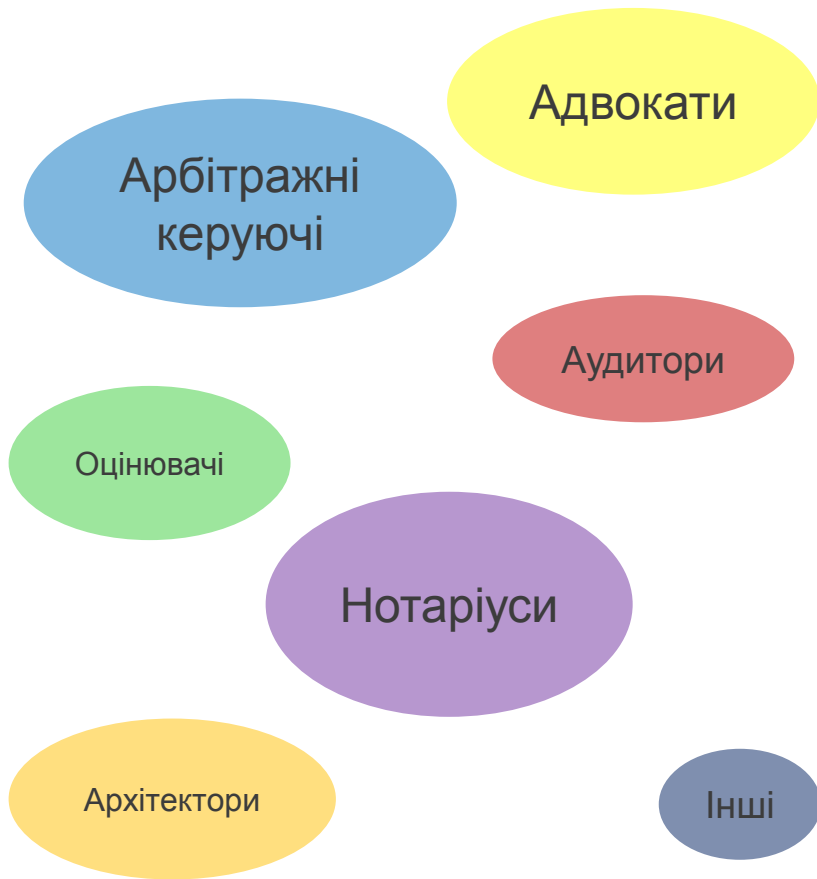 Адвокати
Арбітражні
керуючі
Аудитори
Оцінювачі
Нотаріуси
Архітектори
Інші